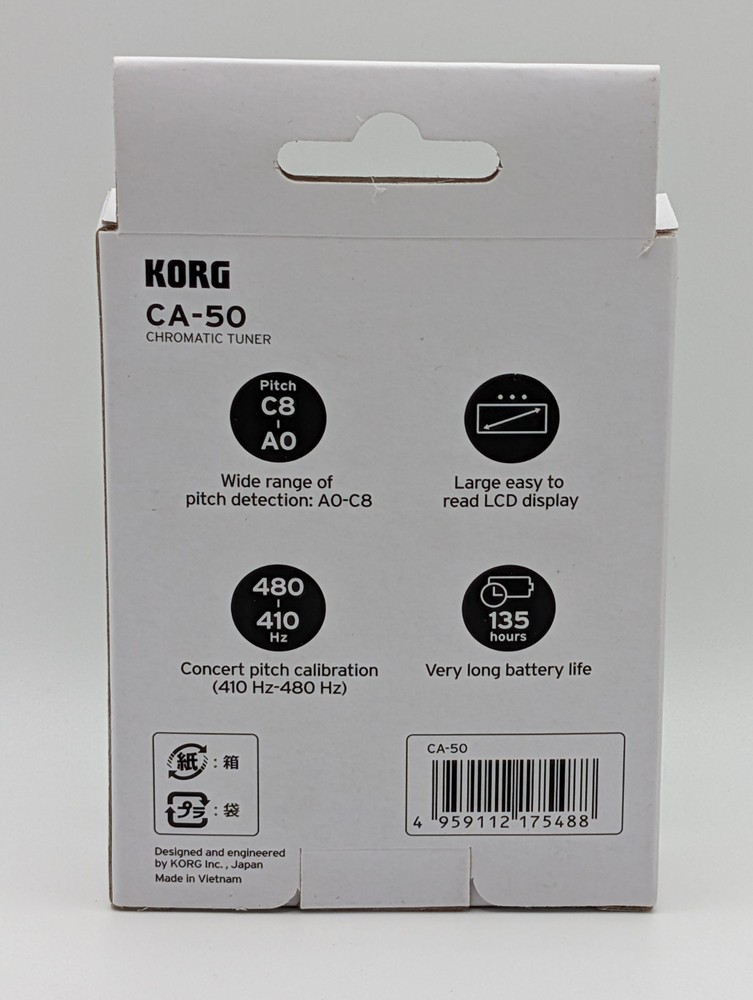 KORG
CA-50
CHROMATIC TUNER
Pitch
C8
-
A0
Wide range of
pitch detection: A0-C8
Large easy to
read LCD display
480
-
410
Hz
Concert pitch calibration
(410 Hz-480 Hz)
135
hours
Very long battery life
紙 : 箱
プラ : 袋
CA-50
4 959112 175488
Designed and engineered
by KORG Inc., Japan
Made in Vietnam